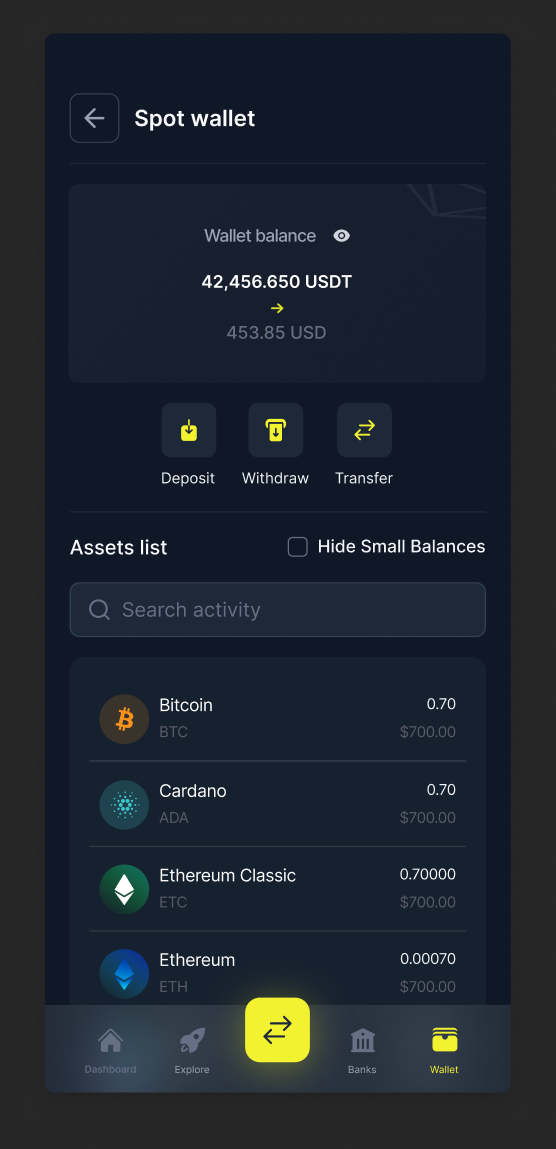 Spot wallet
Wallet balance
42,456.650 USDT
453.85 USD
Deposit Withdraw Transfer
Assets list Hide Small Balances
Search activity
Bitcoin 0.70
BTC $700.00
Cardano 0.70
ADA $700.00
Ethereum Classic 0.70000
ETC $700.00
Ethereum 0.00070
ETH $700.00
Dashboard Explore Banks Wallet